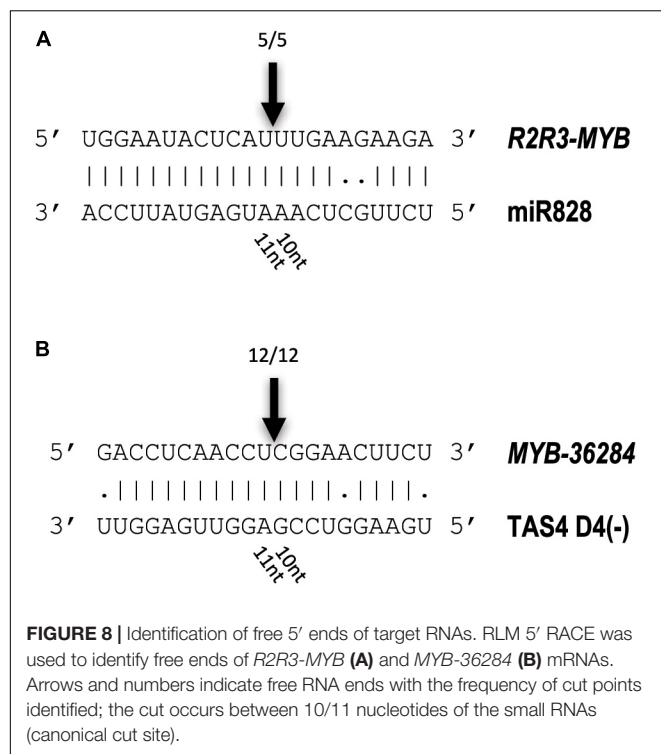 A
5/5
5′ UGGAAUACUCAUUUGAAGAAGA 3′ R2R3-MYB
||||||||||||||||..||||
3′ ACCUUAUGAGUAAACUCGUUCU 5′ miR828
11nt 10nt
B
12/12
5′ GACCUCAACCUCGGAACUUCU 3′ MYB-36284
.||||||||||||||.||||.
3′ UUGGAGUUGGAGCCUGGAAGU 5′ TAS4 D4(-)
11nt 10nt
FIGURE 8 | Identification of free 5′ ends of target RNAs. RLM 5′ RACE was
used to identify free ends of R2R3-MYB (A) and MYB-36284 (B) mRNAs.
Arrows and numbers indicate free RNA ends with the frequency of cut points
identified; the cut occurs between 10/11 nucleotides of the small RNAs
(canonical cut site).